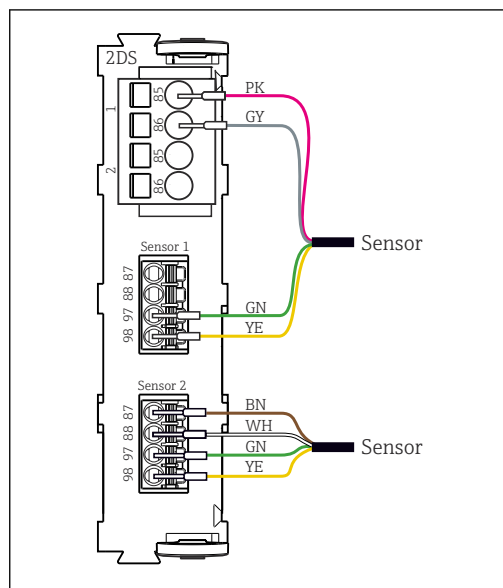 2DS
1
85
PK
86
GY
2
85
86
Sensor
Sensor 1
87
88
97
GN
98
YE
Sensor 2
87
BN
88
WH
97
GN
Sensor
98
YE